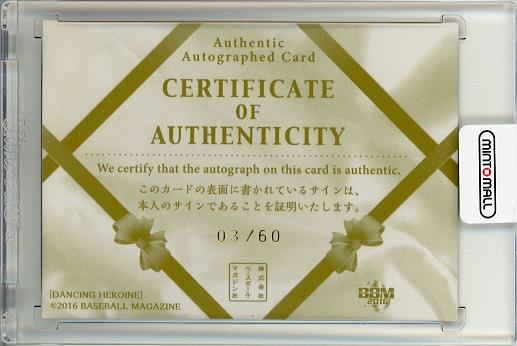 Authentic
Autographed Card
CERTIFICATE
OF
AUTHENTICITY
We certify that the autograph on this card is authentic.
このカードの表面に書かれているサインは、
本人のサインであることを証明いたします。
03/60
株式会社
ベースボール・
マガジン社
BBM
2016
[DANCING HEROINE]
©2016 BASEBALL MAGAZINE
MINTOMALL